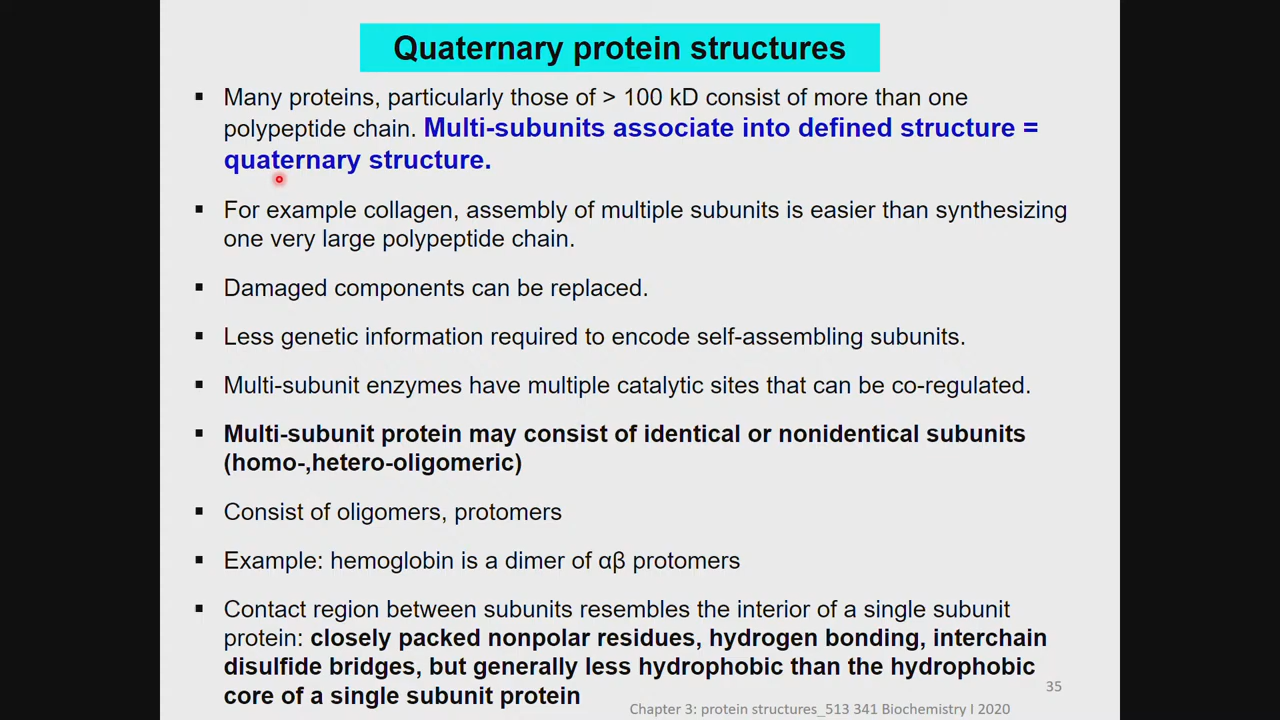 Quaternary protein structures
▪ Many proteins, particularly those of > 100 kD consist of more than one
polypeptide chain. Multi-subunits associate into defined structure =
quaternary structure.
▪ For example collagen, assembly of multiple subunits is easier than synthesizing
one very large polypeptide chain.
▪ Damaged components can be replaced.
▪ Less genetic information required to encode self-assembling subunits.
▪ Multi-subunit enzymes have multiple catalytic sites that can be co-regulated.
▪ Multi-subunit protein may consist of identical or nonidentical subunits
(homo-,hetero-oligomeric)
▪ Consist of oligomers, protomers
▪ Example: hemoglobin is a dimer of αβ protomers
▪ Contact region between subunits resembles the interior of a single subunit
protein: closely packed nonpolar residues, hydrogen bonding, interchain
disulfide bridges, but generally less hydrophobic than the hydrophobic
core of a single subunit protein
35
Chapter 3: protein structures_513 341 Biochemistry I 2020